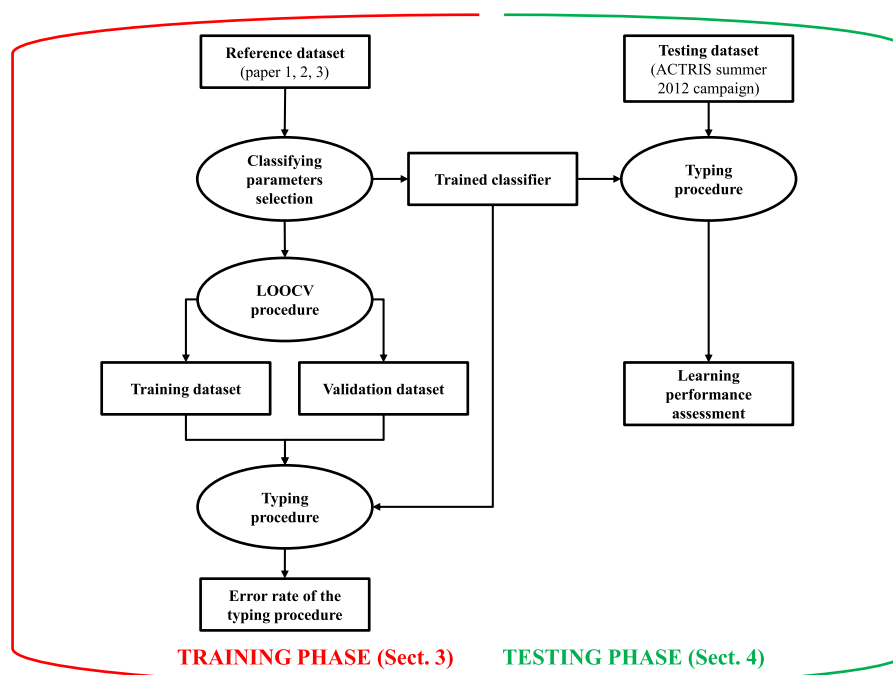 Reference dataset
(paper 1, 2, 3)
Testing dataset
(ACTRIS summer
2012 campaign)
Classifying
parameters
selection
Trained classifier
Typing
procedure
LOOCV
procedure
Training dataset
Validation dataset
Learning
performance
assessment
Typing
procedure
Error rate of the
typing procedure
TRAINING PHASE (Sect. 3)
TESTING PHASE (Sect. 4)